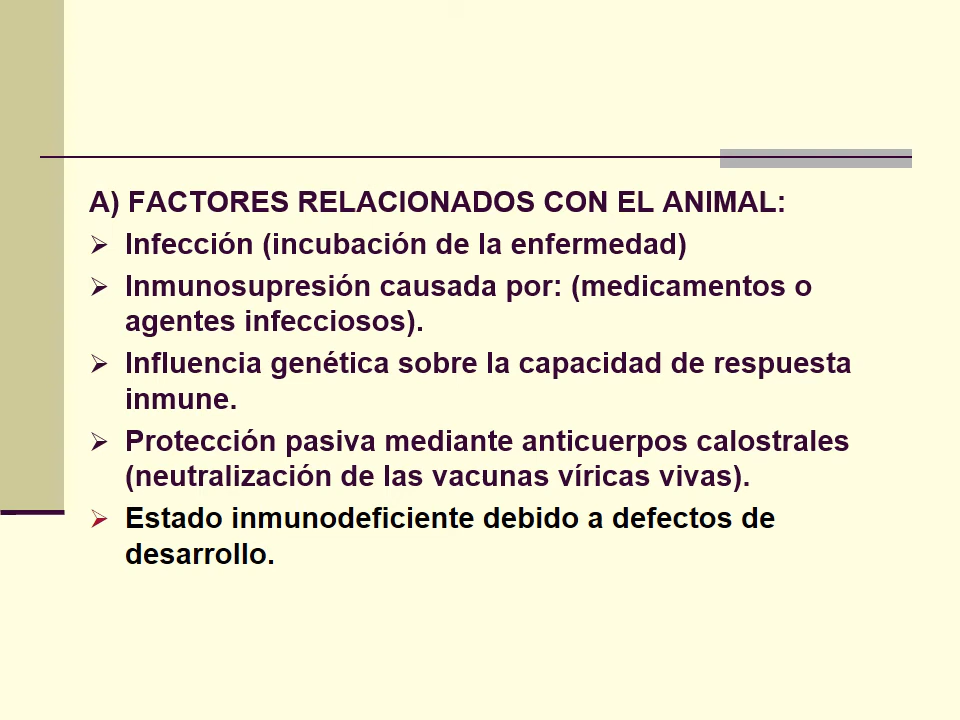 A) FACTORES RELACIONADOS CON EL ANIMAL:
Infección (incubación de la enfermedad)
Inmunosupresión causada por: (medicamentos o
agentes infecciosos).
Influencia genética sobre la capacidad de respuesta
inmune.
Protección pasiva mediante anticuerpos calostrales
(neutralización de las vacunas víricas vivas).
Estado inmunodeficiente debido a defectos de
desarrollo.